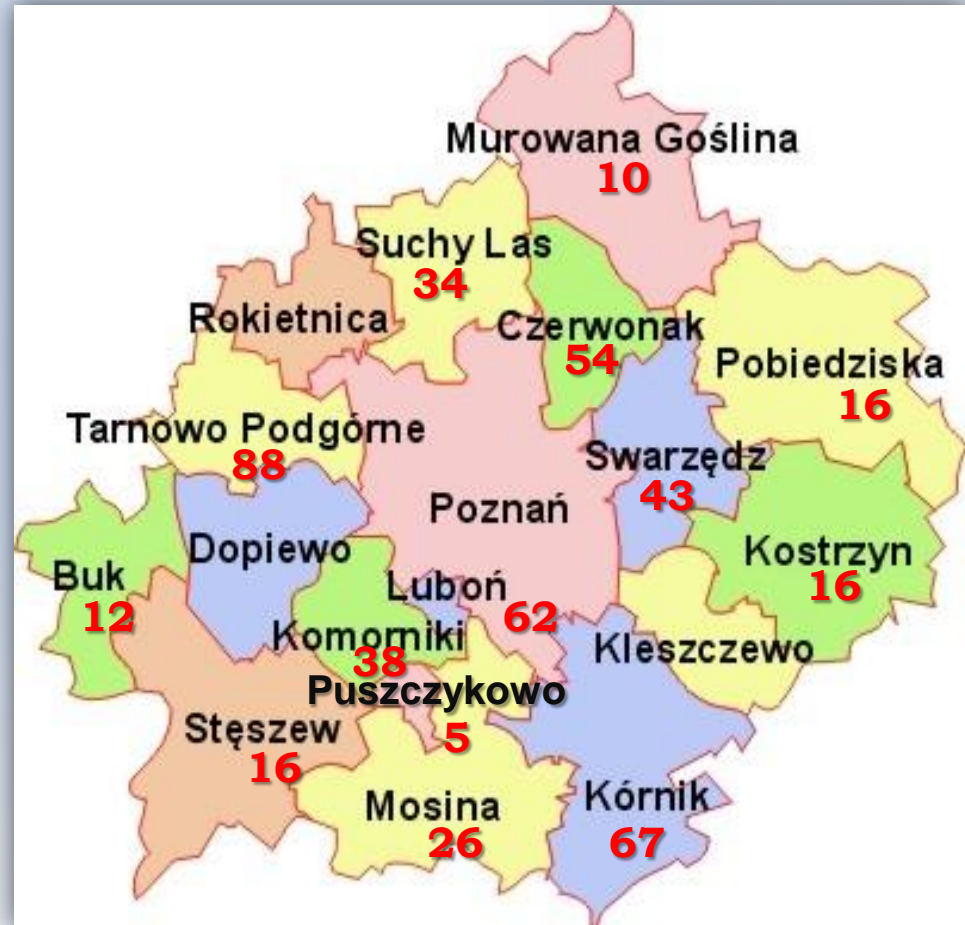 Murowana Goślina
10
Suchy Las
34
Rokietnica
Czerwonak
54
Pobiedziska
16
Tarnowo Podgórne
88
Swarzędz
43
Poznań
Dopiewo
Kostrzyn
16
Buk
12
Luboń
62
Komorniki
38
Kleszczewo
Puszczykowo
5
Stęszew
16
Mosina
26
Kórnik
67